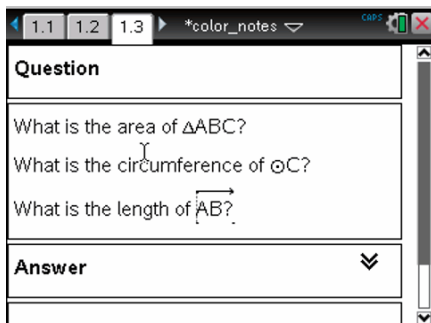 1.1 1.2 1.3 *color_notes CAPS
Question
What is the area of ΔABC?
What is the circumference of ⊙C?
What is the length of \overrightarrow{AB?}
Answer